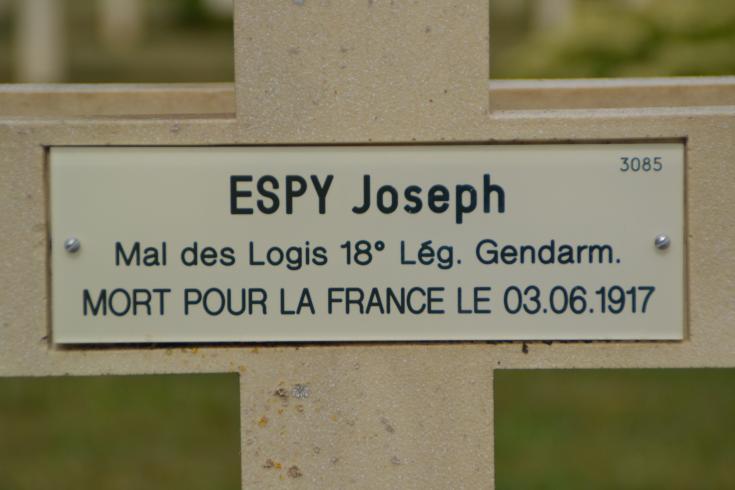 3085
ESPY Joseph
Mal des Logis 18° Lég. Gendarm.
MORT POUR LA FRANCE LE 03.06.1917